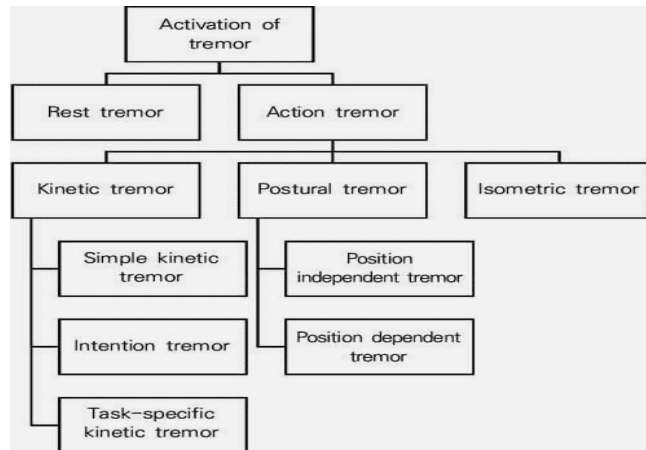 Activation of
tremor
Rest tremor
Action tremor
Kinetic tremor
Postural tremor
Isometric tremor
Simple kinetic
tremor
Position
independent tremor
Intention tremor
Position dependent
tremor
Task-specific
kinetic tremor